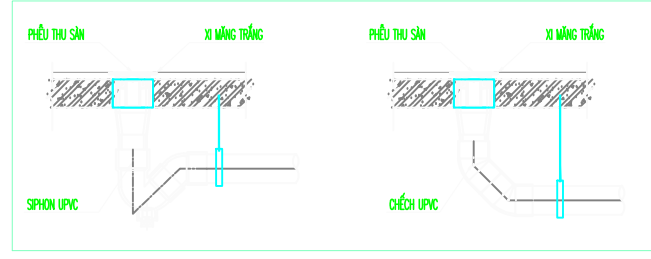 PHỄU THU SÀN
XI MĂNG TRẮNG
PHỄU THU SÀN
XI MĂNG TRẮNG
SIPHON UPVC
CHẾCH UPVC